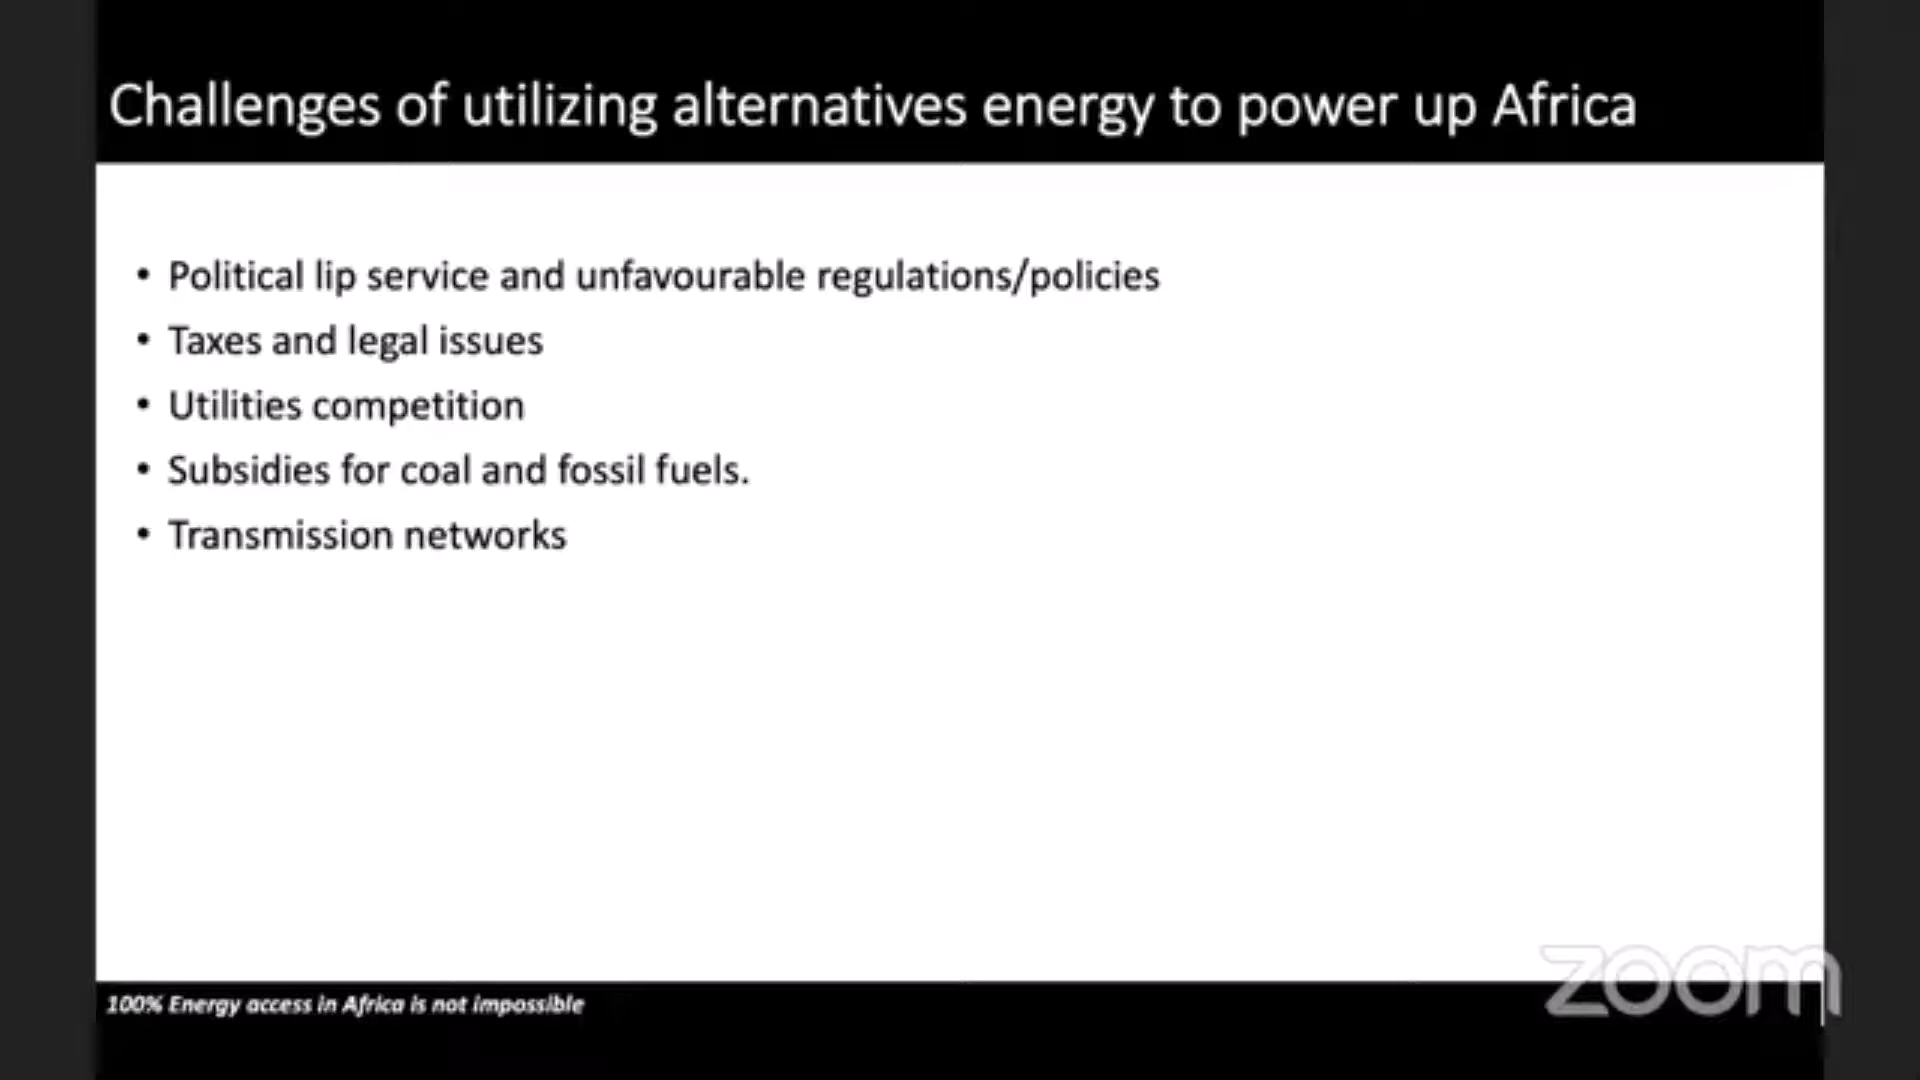 Challenges of utilizing alternatives energy to power up Africa
• Political lip service and unfavourable regulations/policies
• Taxes and legal issues
• Utilities competition
• Subsidies for coal and fossil fuels.
• Transmission networks
100% Energy access in Africa is not impossible
zoom